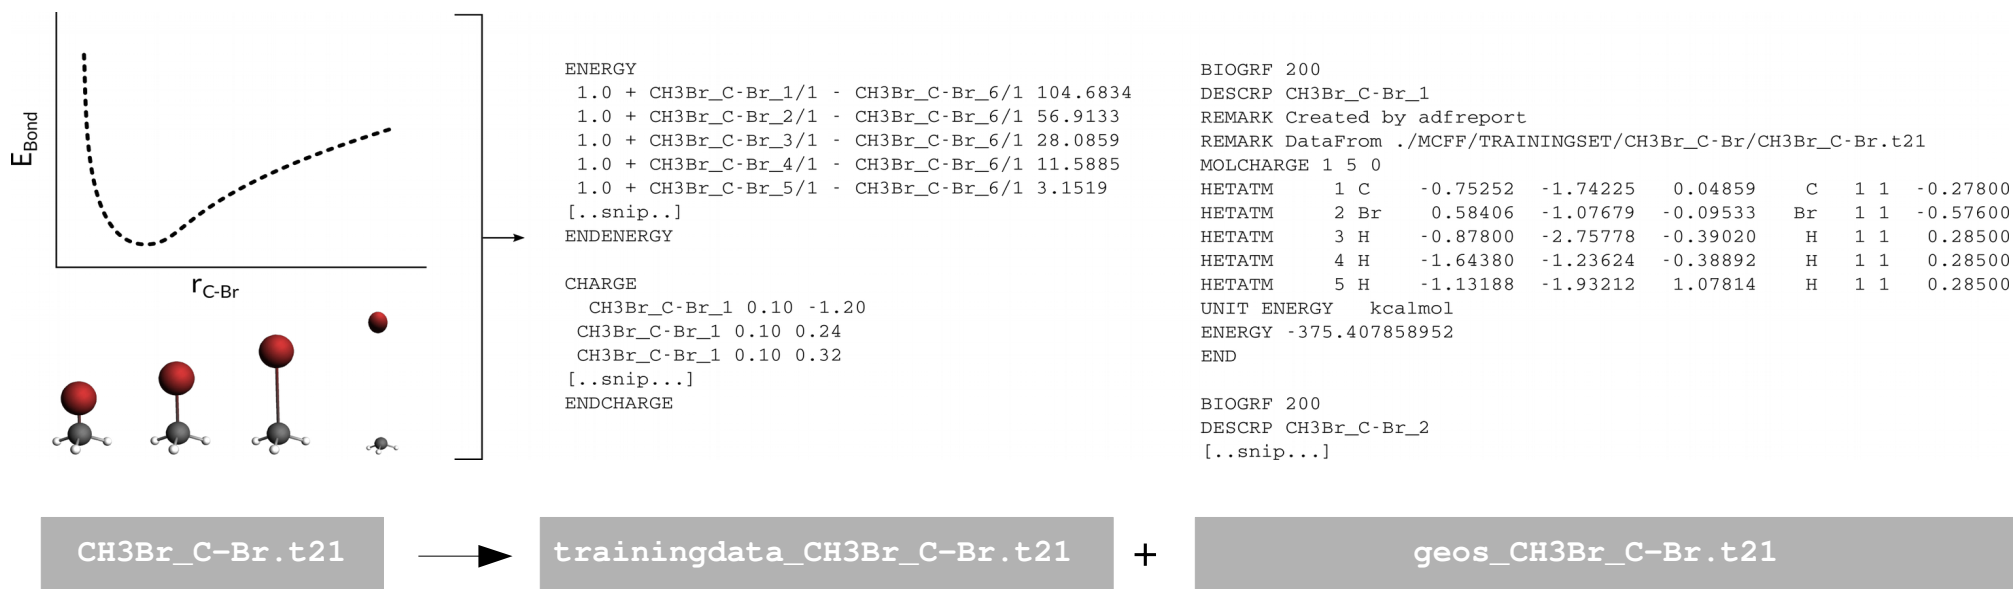 E_Bond
r_C-Br
ENERGY
1.0 + CH3Br_C-Br_1/1 - CH3Br_C-Br_6/1 104.6834
1.0 + CH3Br_C-Br_2/1 - CH3Br_C-Br_6/1 56.9133
1.0 + CH3Br_C-Br_3/1 - CH3Br_C-Br_6/1 28.0859
1.0 + CH3Br_C-Br_4/1 - CH3Br_C-Br_6/1 11.5885
1.0 + CH3Br_C-Br_5/1 - CH3Br_C-Br_6/1 3.1519
[..snip..]
ENDENERGY
CHARGE
CH3Br_C-Br_1 0.10 -1.20
CH3Br_C-Br_1 0.10 0.24
CH3Br_C-Br_1 0.10 0.32
[..snip...]
ENDCHARGE
BIOGRF 200
DESCRP CH3Br_C-Br_1
REMARK Created by adfreport
REMARK DataFrom ./MCFF/TRAININGSET/CH3Br_C-Br/CH3Br_C-Br.t21
MOLCHARGE 1 5 0
HETATM 1 C -0.75252 -1.74225 0.04859 C 1 1 -0.27800
HETATM 2 Br 0.58406 -1.07679 -0.09533 Br 1 1 -0.57600
HETATM 3 H -0.87800 -2.75778 -0.39020 H 1 1 0.28500
HETATM 4 H -1.64380 -1.23624 -0.38892 H 1 1 0.28500
HETATM 5 H -1.13188 -1.93212 1.07814 H 1 1 0.28500
UNIT ENERGY kcalmol
ENERGY -375.407858952
END
BIOGRF 200
DESCRP CH3Br_C-Br_2
[..snip...]
CH3Br_C-Br.t21
trainingdata_CH3Br_C-Br.t21
+
geos_CH3Br_C-Br.t21